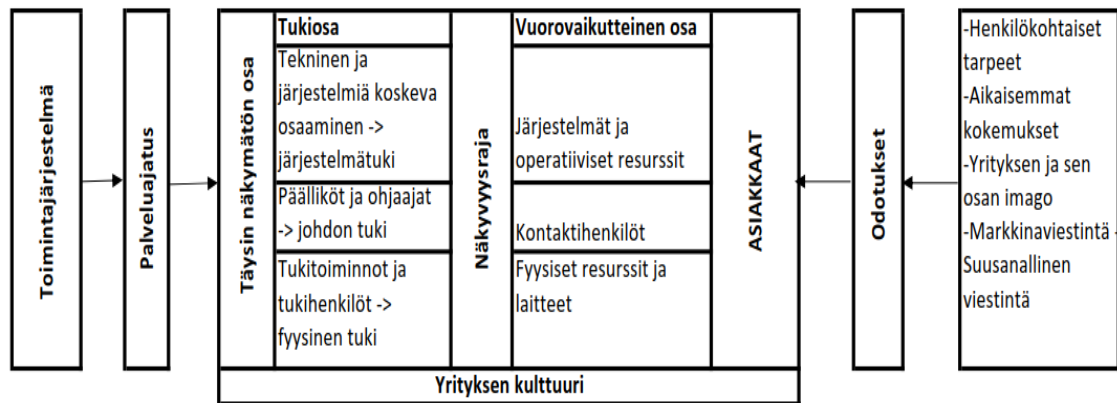 Toimintajärjestelmä
Palveluajatus
Täysin näkymätön osa
Tukiosa
Tekninen ja
järjestelmiä koskeva
osaaminen ->
järjestelmätuki
Päälliköt ja ohjaajat
-> johdon tuki
Tukitoiminnot ja
tukihenkilöt ->
fyysinen tuki
Näkyvyysraja
Vuorovaikutteinen osa
Järjestelmät ja
operatiiviset resurssit
Kontaktihenkilöt
Fyysiset resurssit ja
laitteet
ASIAKKAAT
Yrityksen kulttuuri
Odotukset
-Henkilökohtaiset
tarpeet
-Aikaisemmat
kokemukset
-Yrityksen ja sen
osan imago
-Markkinaviestintä -
Suusanallinen
viestintä